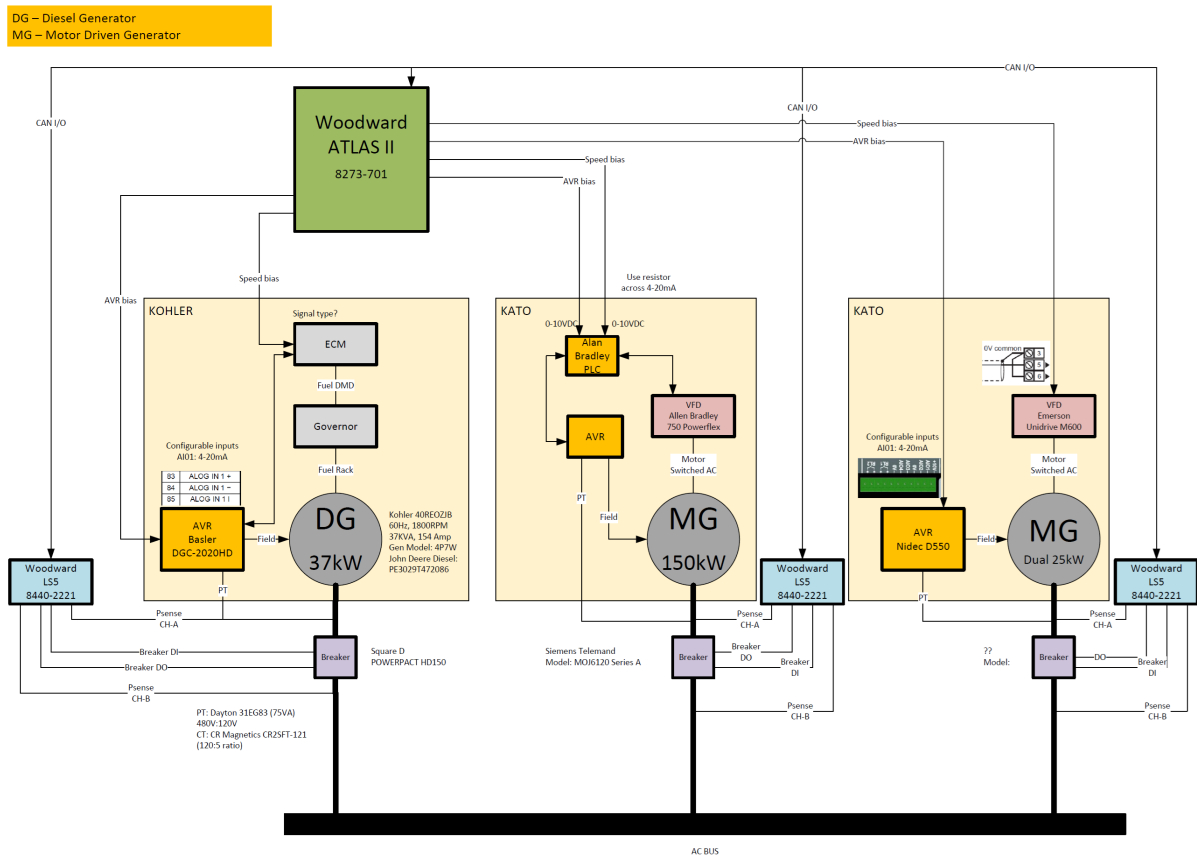 DG – Diesel Generator
MG – Motor Driven Generator
CAN I/O
CAN I/O
CAN I/O
Woodward
ATLAS II
8273-701
Speed bias
AVR bias
Speed bias
AVR bias
Speed bias
AVR bias
Use resistor
across 4-20mA
KOHLER
Signal type?
ECM
Fuel DMD
Governor
Fuel Rack
Configurable inputs
AI01: 4-20mA
83 ALOG IN 1 +
84 ALOG IN 1 –
85 ALOG IN 1 I
AVR
Basler
DGC-2020HD
Field
DG
37kW
Kohler 40REOZJB
60Hz, 1800RPM
37KVA, 154 Amp
Gen Model: 4P7W
John Deere Diesel:
PE3029T472086
PT
Woodward
LS5
8440-2221
Psense
CH-A
Breaker DI
Breaker DO
Psense
CH-B
Breaker
Square D
POWERPACT HD150
PT: Dayton 31EG83 (75VA)
480V:120V
CT: CR Magnetics CR2SFT-121
(120:5 ratio)
KATO
0-10VDC
0-10VDC
Alan
Bradley
PLC
VFD
Allen Bradley
750 Powerflex
AVR
Motor
Switched AC
PT
Field
MG
150kW
Woodward
LS5
8440-2221
Psense
CH-A
Siemens Telemand
Model: MOJ6120 Series A
Breaker
Breaker
DO
Breaker
DI
Psense
CH-B
KATO
0V common
3
5
6
VFD
Emerson
Unidrive M600
Configurable inputs
AI01: 4-20mA
Motor
Switched AC
AVR
Nidec D550
Field
MG
Dual 25kW
PT
Woodward
LS5
8440-2221
Psense
CH-A
??
Model:
Breaker
DO
Breaker
DI
Psense
CH-B
AC BUS